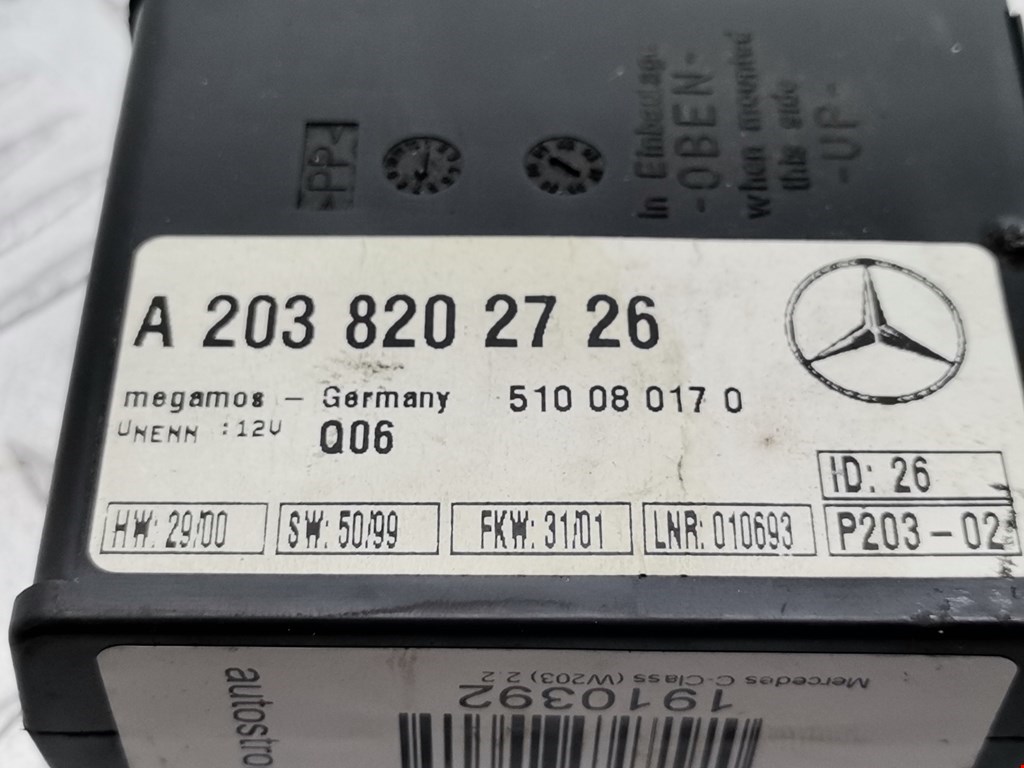 >PP<
in Einbaulage
-OBEN-
when mounted
this side
-UP-
A 203 820 27 26
megamos - Germany 510 08 017 0
UNENN :12V Q06
ID: 26
HW: 29/00 SW: 50/99 FKW: 31/01 LNR: 010693 P203-02
Mercedes C-Class (W203) 2.2
1910392
autostro